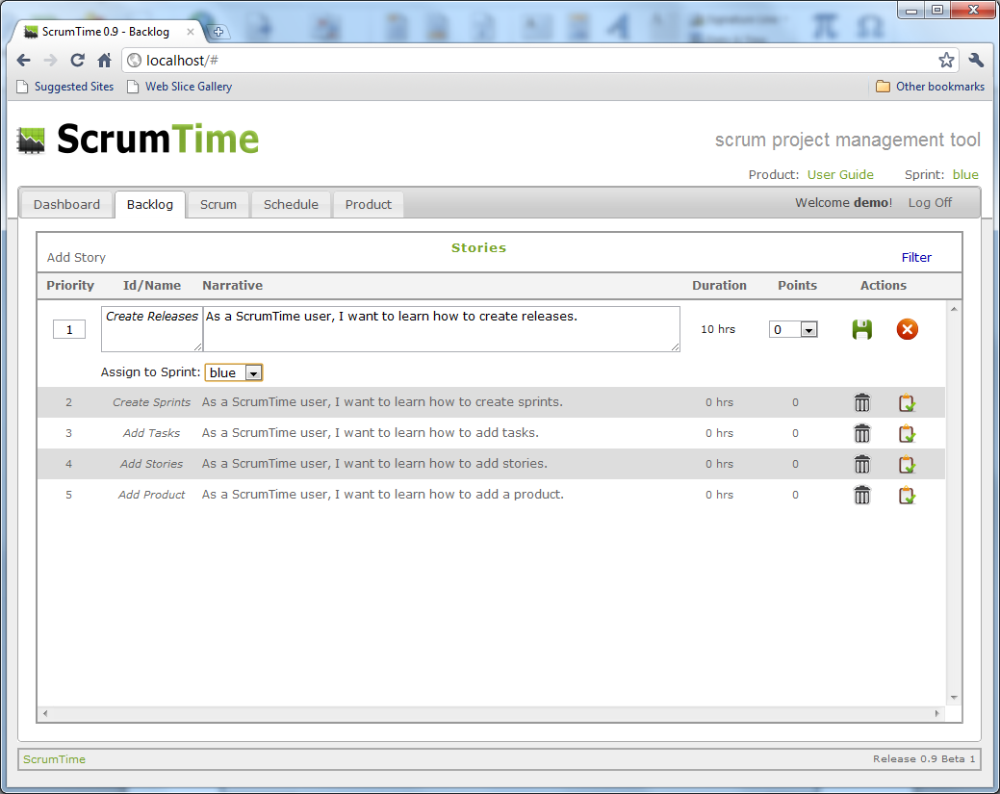 ScrumTime 0.9 - Backlog
localhost/#
Suggested Sites Web Slice Gallery Other bookmarks
ScrumTime
scrum project management tool
Product: User Guide Sprint: blue
Dashboard Backlog Scrum Schedule Product Welcome demo! Log Off
Stories
Add Story Filter
Priority Id/Name Narrative Duration Points Actions
1 Create Releases As a ScrumTime user, I want to learn how to create releases. 10 hrs 0
Assign to Sprint: blue
2 Create Sprints As a ScrumTime user, I want to learn how to create sprints. 0 hrs 0
3 Add Tasks As a ScrumTime user, I want to learn how to add tasks. 0 hrs 0
4 Add Stories As a ScrumTime user, I want to learn how to add stories. 0 hrs 0
5 Add Product As a ScrumTime user, I want to learn how to add a product. 0 hrs 0
ScrumTime Release 0.9 Beta 1